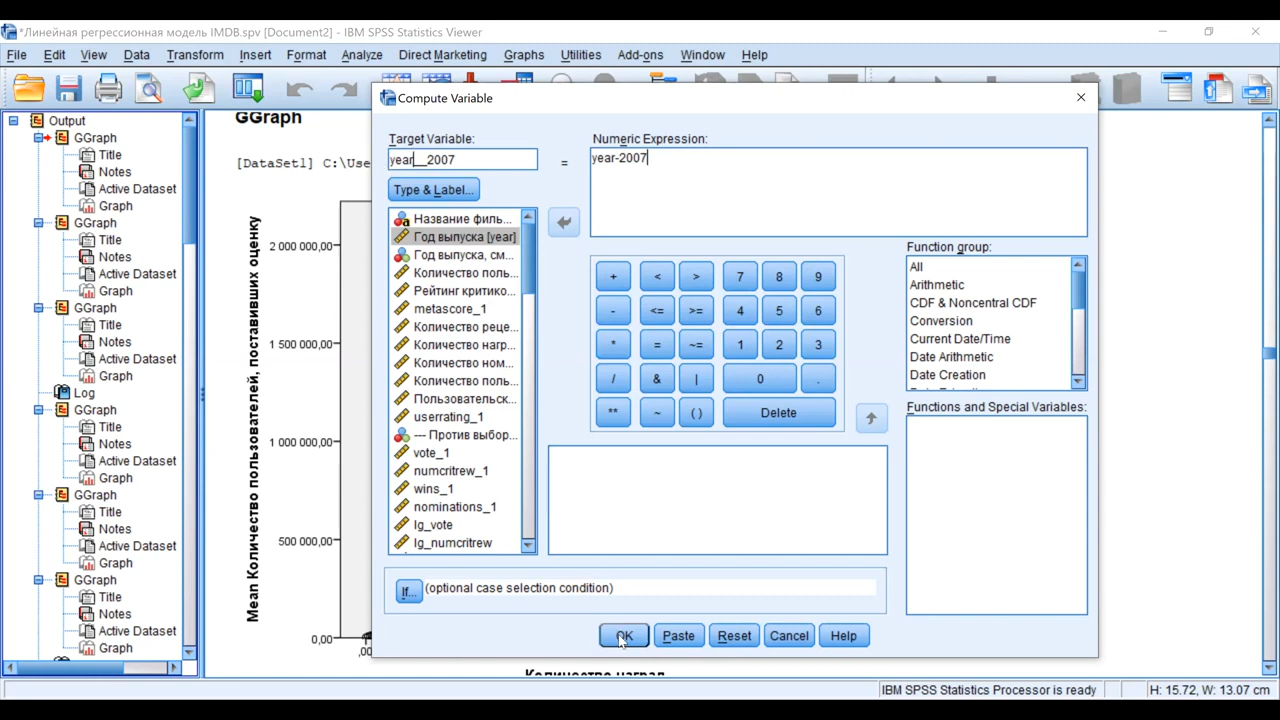 *Линейная регрессионная модель IMDB.spv [Document2] - IBM SPSS Statistics Viewer
File Edit View Data Transform Insert Format Analyze Direct Marketing Graphs Utilities Add-ons Window Help
Output
GGraph
Title
Notes
Active Dataset
Graph
GGraph
Title
Notes
Active Dataset
Graph
GGraph
Title
Notes
Active Dataset
Graph
Log
GGraph
Title
Notes
Active Dataset
Graph
GGraph
Title
Notes
Active Dataset
Graph
GGraph
Title
Notes
Active Dataset
Graph
GGraph
[DataSet1] C:\Use
Mean Количество пользователей, поставивших оценку
2 000 000,00
1 500 000,00
1 000 000,00
500 000,00
0,00
,00
Количество наград
Compute Variable
Target Variable:
year__2007
Type & Label...
=
Numeric Expression:
year-2007
Название филь...
Год выпуска [year]
Год выпуска, см...
Количество поль...
Рейтинг критико...
metascore_1
Количество реце...
Количество нагр...
Количество ном...
Количество поль...
Пользовательск...
userrating_1
--- Против выбор...
vote_1
numcritrew_1
wins_1
nominations_1
lg_vote
lg_numcritrew
+ < > 7 8 9
- <= >= 4 5 6
* = ~= 1 2 3
/ & | 0 .
** ~ ( ) Delete
Function group:
All
Arithmetic
CDF & Noncentral CDF
Conversion
Current Date/Time
Date Arithmetic
Date Creation
Functions and Special Variables:
If... (optional case selection condition)
OK Paste Reset Cancel Help
IBM SPSS Statistics Processor is ready H: 15.72, W: 13.07 cm